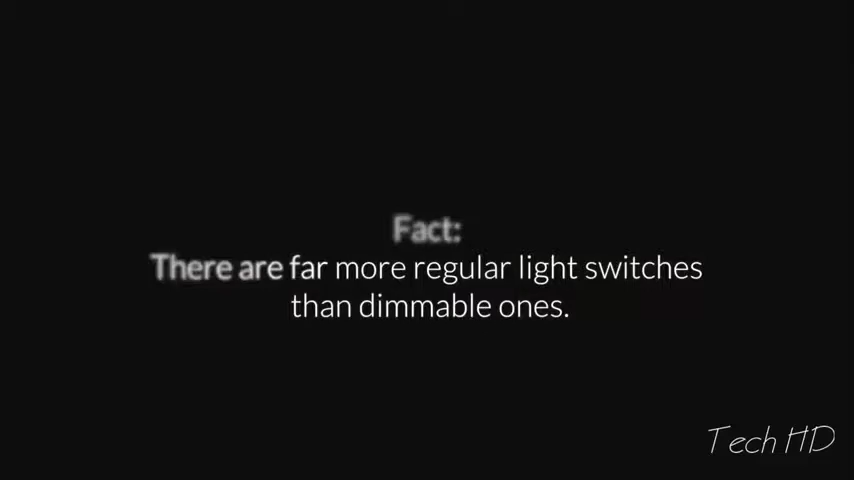 Fact:
There are far more regular light switches
than dimmable ones.
Tech HD